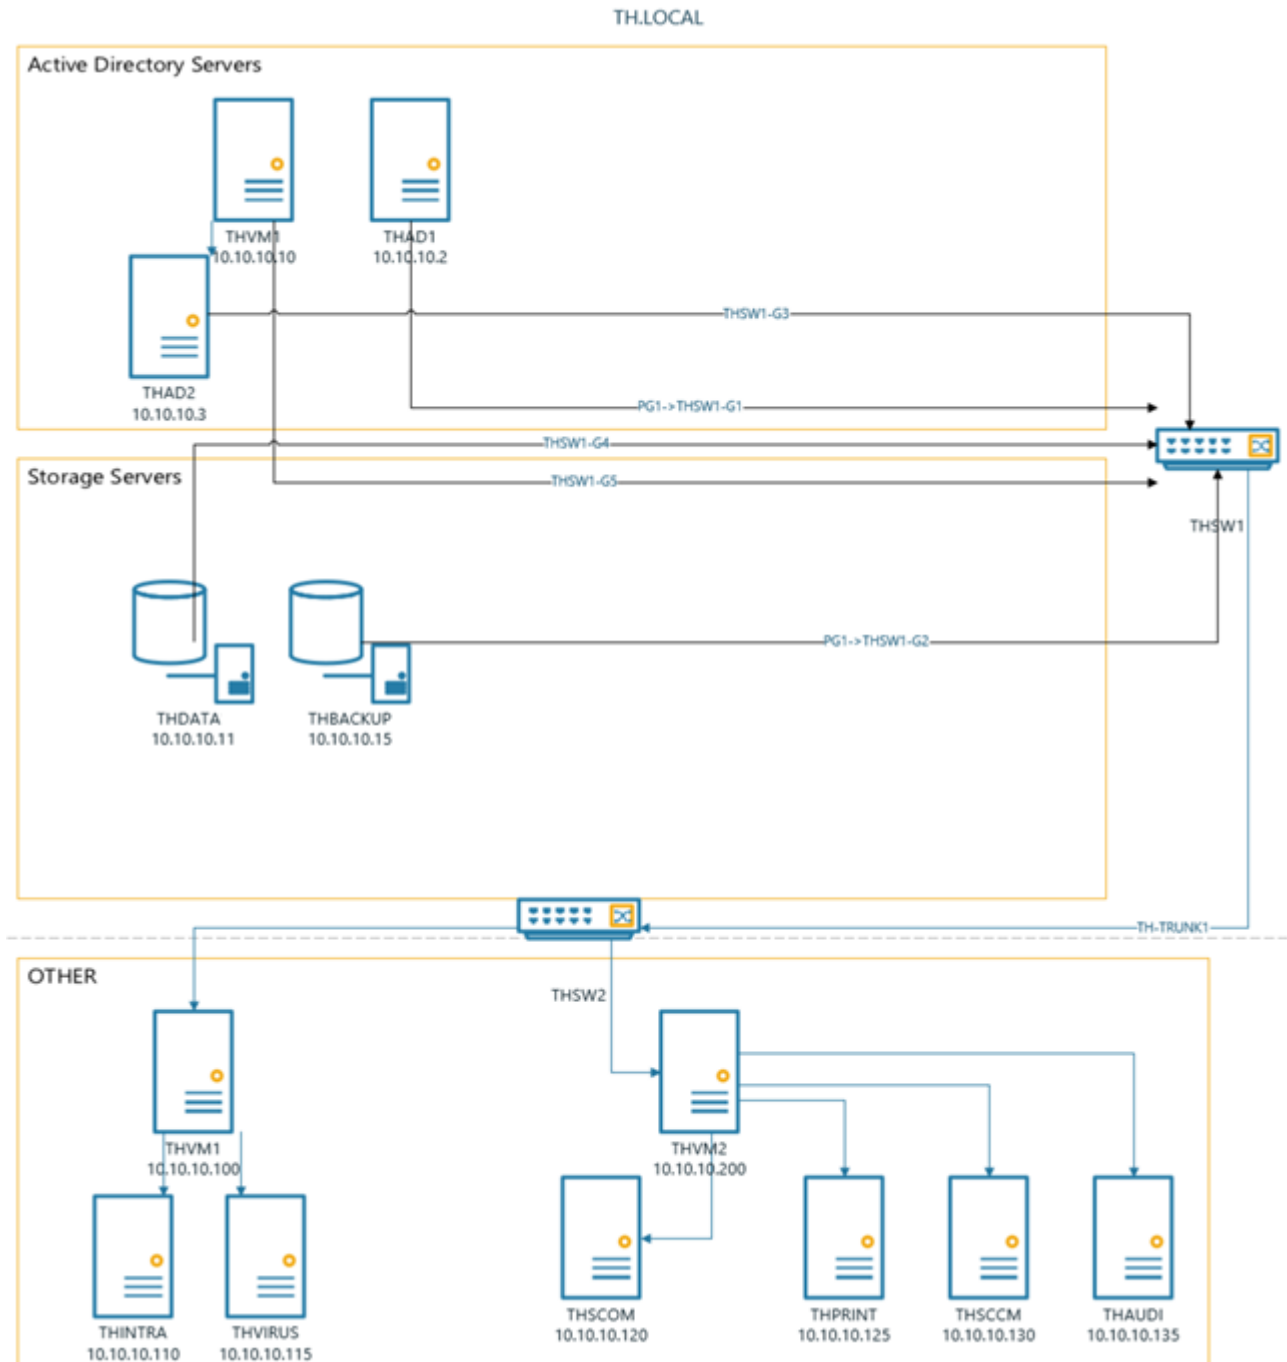 TH.LOCAL
Active Directory Servers
THVM1
10.10.10.10
THAD1
10.10.10.2
THSW1-G3
THAD2
10.10.10.3
PG1->THSW1-G1
THSW1-G4
Storage Servers
THSW1-G5
THSW1
PG1->THSW1-G2
THDATA
10.10.10.11
THBACKUP
10.10.10.15
TH-TRUNK1
OTHER
THSW2
THVM1
10.10.10.100
THVM2
10.10.10.200
THINTRA
10.10.10.110
THVIRUS
10.10.10.115
THSCOM
10.10.10.120
THPRINT
10.10.10.125
THSCCM
10.10.10.130
THAUDI
10.10.10.135